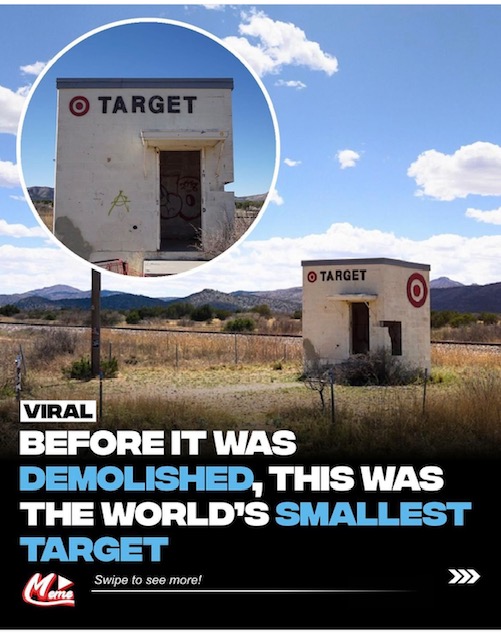 TARGET
TARGET
VIRAL
BEFORE IT WAS
DEMOLISHED, THIS WAS
THE WORLD'S SMALLEST
TARGET
Meme
Swipe to see more!